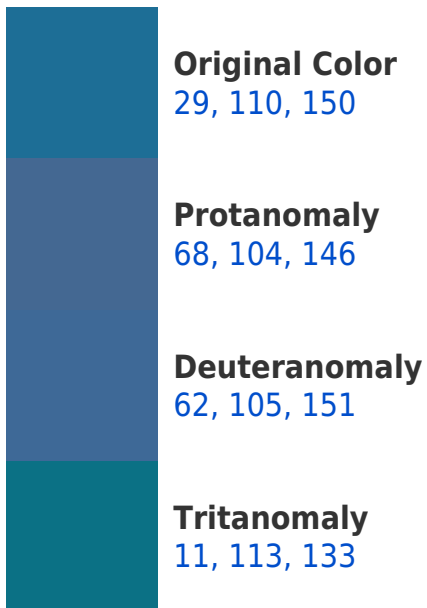 Original Color
29, 110, 150
Protanomaly
68, 104, 146
Deuteranomaly
62, 105, 151
Tritanomaly
11, 113, 133